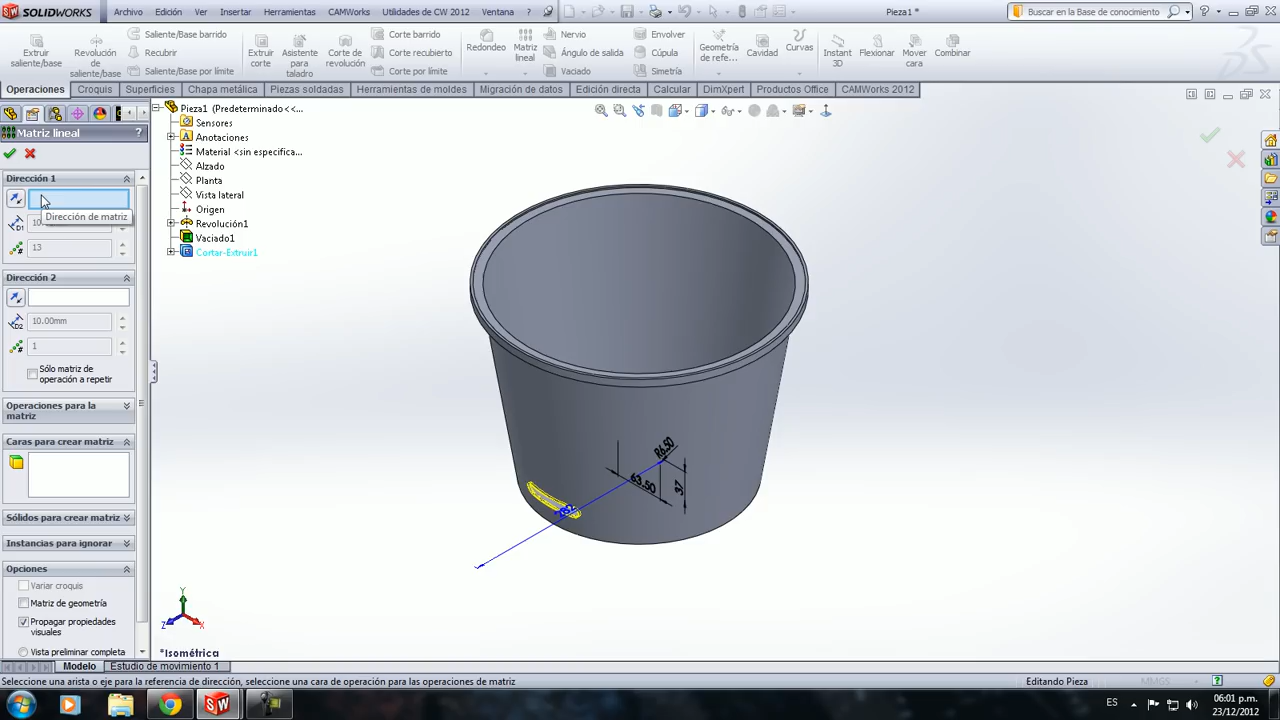 SOLIDWORKS
Archivo Edición Ver Insertar Herramientas CAMWorks Utilidades de CW 2012 Ventana ?
Pieza1 *
Buscar en la Base de conocimiento
Extruir saliente/base
Revolución de saliente/base
Saliente/Base barrido
Recubrir
Saliente/Base por límite
Extruir corte
Asistente para taladro
Corte de revolución
Corte barrido
Corte recubierto
Corte por límite
Redondeo
Matriz lineal
Nervio
Ángulo de salida
Vaciado
Envolver
Cúpula
Simetría
Geometría de refe...
Cavidad
Curvas
Instant 3D
Flexionar
Mover cara
Combinar
Operaciones Croquis Superficies Chapa metálica Piezas soldadas Herramientas de moldes Migración de datos Edición directa Calcular DimXpert Productos Office CAMWorks 2012
Matriz lineal ?
Dirección 1
Dirección de matriz
13
Dirección 2
10.00mm
1
Sólo matriz de operación a repetir
Operaciones para la matriz
Caras para crear matriz
Sólidos para crear matriz
Instancias para ignorar
Opciones
Variar croquis
Matriz de geometría
Propagar propiedades visuales
Vista preliminar completa
Pieza1 (Predeterminado<<...
Sensores
Anotaciones
Material <sin especifica...
Alzado
Planta
Vista lateral
Origen
Revolución1
Vaciado1
Cortar-Extruir1
R6.50
63.50
37
Y
Z
X
*Isométrica
Modelo Estudio de movimiento 1
Seleccione una arista o eje para la referencia de dirección, seleccione una cara de operación para las operaciones de matriz
Editando Pieza
MMGS
ES
06:01 p.m.
23/12/2012